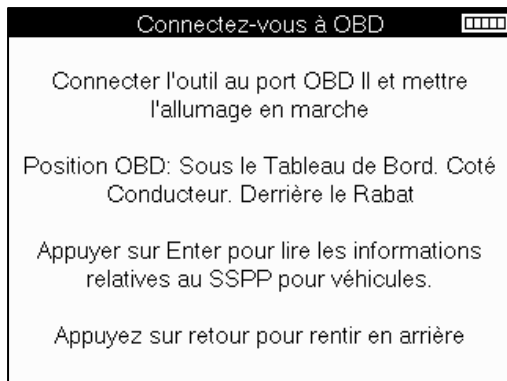 Connectez-vous à OBD
Connecter l'outil au port OBD II et mettre
l'allumage en marche
Position OBD: Sous le Tableau de Bord. Coté
Conducteur. Derrière le Rabat
Appuyer sur Enter pour lire les informations
relatives au SSPP pour véhicules.
Appuyez sur retour pour rentir en arrière